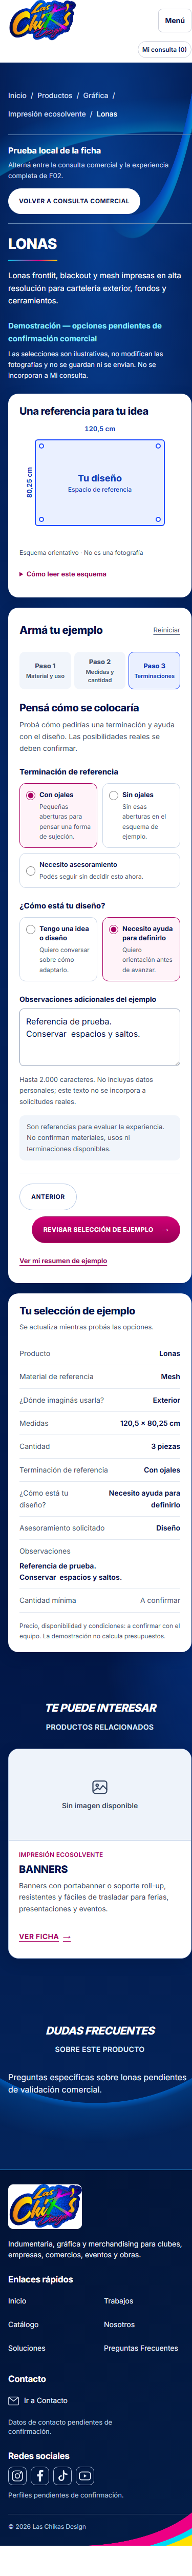 Las ChiKs
Menú
Mi consulta (0)
Inicio / Productos / Gráfica /
Impresión ecosolvente / Lonas
Prueba local de la ficha
Alterná entre la consulta comercial y la experiencia
completa de F02.
VOLVER A CONSULTA COMERCIAL
LONAS
Lonas frontlit, blackout y mesh impresas en alta
resolución para cartelería exterior, fondos y
cerramientos.
Demostración — opciones pendientes de
confirmación comercial
Las selecciones son ilustrativas, no modifican las
fotografías y no se guardan ni se envían. No se
incorporan a Mi consulta.
Una referencia para tu idea
120,5 cm
80,25 cm
Tu diseño
Espacio de referencia
Esquema orientativo · No es una fotografía
Cómo leer este esquema
Armá tu ejemplo
Reiniciar
Paso 1
Material y uso
Paso 2
Medidas y
cantidad
Paso 3
Terminaciones
Pensá cómo se colocaría
Probá cómo pedirías una terminación y ayuda
con el diseño. Las posibilidades reales se
deben confirmar.
Terminación de referencia
Con ojales
Pequeñas
aberturas para
pensar una forma
de sujeción.
Sin ojales
Sin esas
aberturas en el
esquema de
ejemplo.
Necesito asesoramiento
Podés seguir sin decidir esto ahora.
¿Cómo está tu diseño?
Tengo una idea
o diseño
Quiero conversar
sobre cómo
adaptarlo.
Necesito ayuda
para definirlo
Quiero
orientación antes
de avanzar.
Observaciones adicionales del ejemplo
Referencia de prueba.
Conservar  espacios y saltos.
Hasta 2.000 caracteres. No incluyas datos
personales; este texto no se incorpora a
solicitudes reales.
Son referencias para evaluar la experiencia.
No confirman materiales, usos ni
terminaciones disponibles.
ANTERIOR
REVISAR SELECCIÓN DE EJEMPLO →
Ver mi resumen de ejemplo
Tu selección de ejemplo
Se actualiza mientras probás las opciones.
Producto Lonas
Material de referencia Mesh
¿Dónde imaginás usarla? Exterior
Medidas 120,5 × 80,25 cm
Cantidad 3 piezas
Terminación de referencia Con ojales
¿Cómo está tu diseño? Necesito ayuda para definirlo
Asesoramiento solicitado Diseño
Observaciones
Referencia de prueba.
Conservar  espacios y saltos.
Cantidad mínima A confirmar
Precio, disponibilidad y condiciones: a confirmar con el
equipo. La demostración no calcula presupuestos.
TE PUEDE INTERESAR
PRODUCTOS RELACIONADOS
Sin imagen disponible
IMPRESIÓN ECOSOLVENTE
BANNERS
Banners con portabanner o soporte roll-up,
resistentes y fáciles de trasladar para ferias,
presentaciones y eventos.
VER FICHA →
DUDAS FRECUENTES
SOBRE ESTE PRODUCTO
Preguntas específicas sobre lonas pendientes
de validación comercial.
Las ChiKs
Indumentaria, gráfica y merchandising para clubes,
empresas, comercios, eventos y obras.
Enlaces rápidos
Inicio Trabajos
Catálogo Nosotros
Soluciones Preguntas Frecuentes
Contacto
Ir a Contacto
Datos de contacto pendientes de
confirmación.
Redes sociales
Perfiles pendientes de confirmación.
© 2026 Las Chikas Design